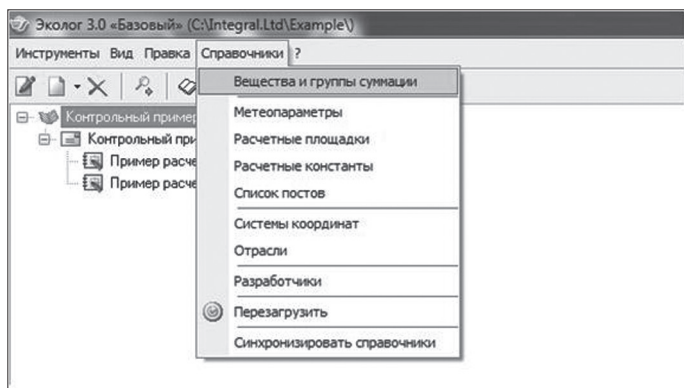 Эколог 3.0 «Базовый» (C:\Integral.Ltd\Example\)
Инструменты Вид Правка Справочники ?
Вещества и группы суммации
Контрольный пример
Метеопараметры
Контрольный при
Расчетные площадки
Пример расче
Расчетные константы
Пример расче
Список постов
Системы координат
Отрасли
Разработчики
Перезагрузить
Синхронизировать справочники